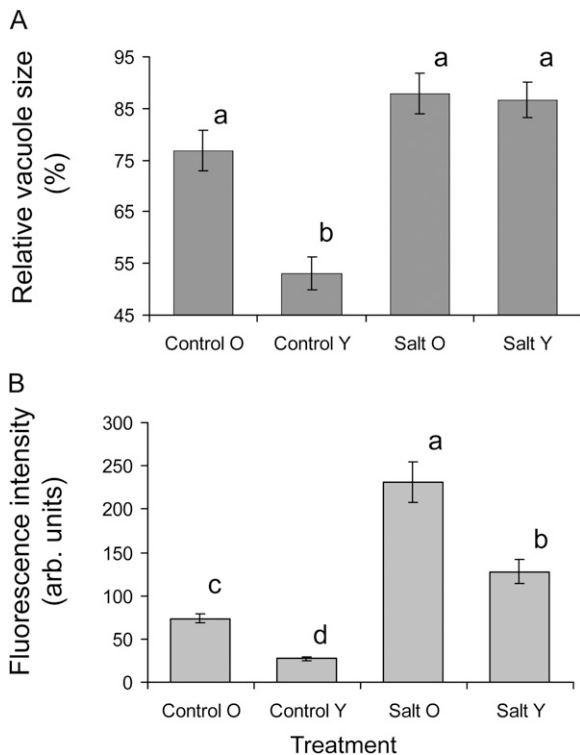 A
Relative vacuole size
(%)
95
85
75
65
55
45
a
b
a
a
Control O
Control Y
Salt O
Salt Y
B
Fluorescence intensity
(arb. units)
300
250
200
150
100
50
0
c
d
a
b
Control O
Control Y
Salt O
Salt Y
Treatment